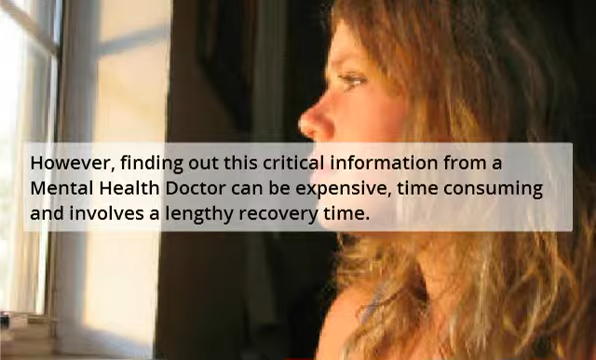 However, finding out this critical information from a
Mental Health Doctor can be expensive, time consuming
and involves a lengthy recovery time.